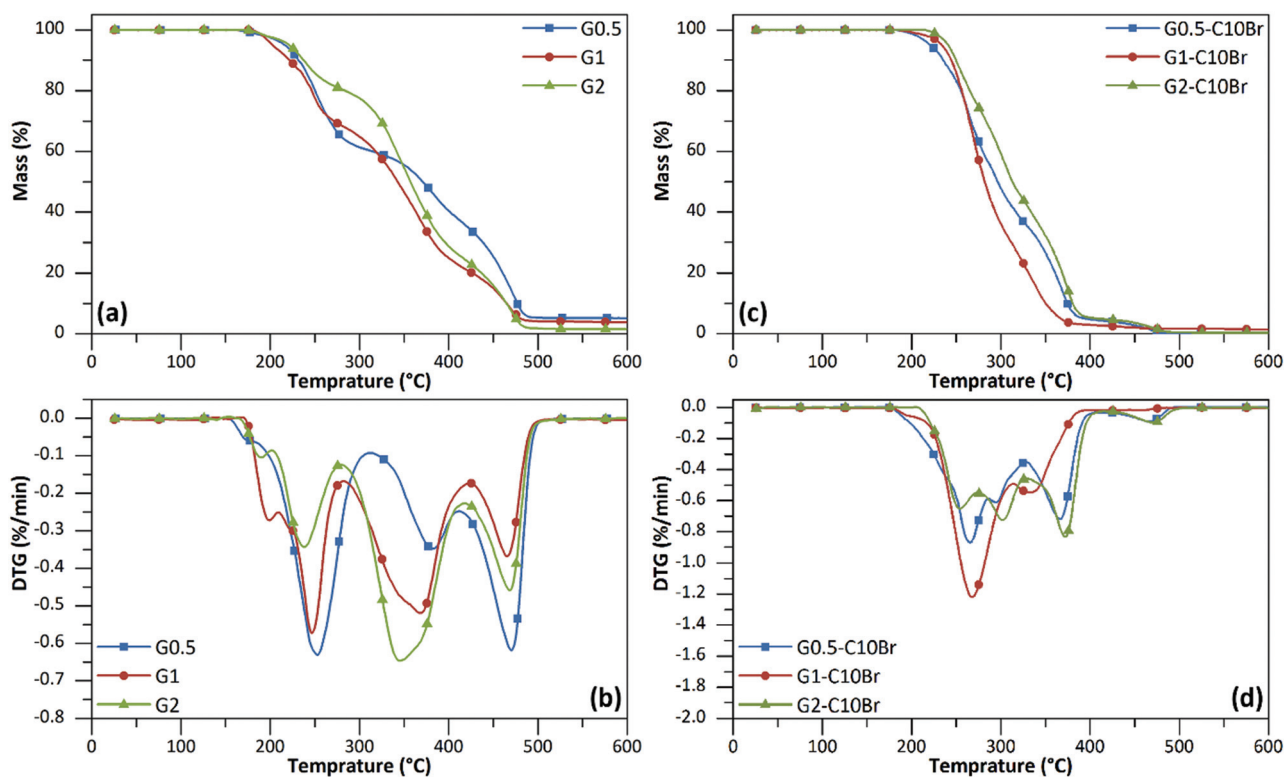 100
80
60
40
20
0
Mass (%)
G0.5
G1
G2
(a)
0 100 200 300 400 500 600
Temprature (°C)
100
80
60
40
20
0
Mass (%)
G0.5-C10Br
G1-C10Br
G2-C10Br
(c)
0 100 200 300 400 500 600
Temprature (°C)
0.0
-0.1
-0.2
-0.3
-0.4
-0.5
-0.6
-0.7
-0.8
DTG (%/min)
G0.5
G1
G2
(b)
0 100 200 300 400 500 600
Temprature (°C)
0.0
-0.2
-0.4
-0.6
-0.8
-1.0
-1.2
-1.4
-1.6
-1.8
-2.0
DTG (%/min)
G0.5-C10Br
G1-C10Br
G2-C10Br
(d)
0 100 200 300 400 500 600
Temprature (°C)